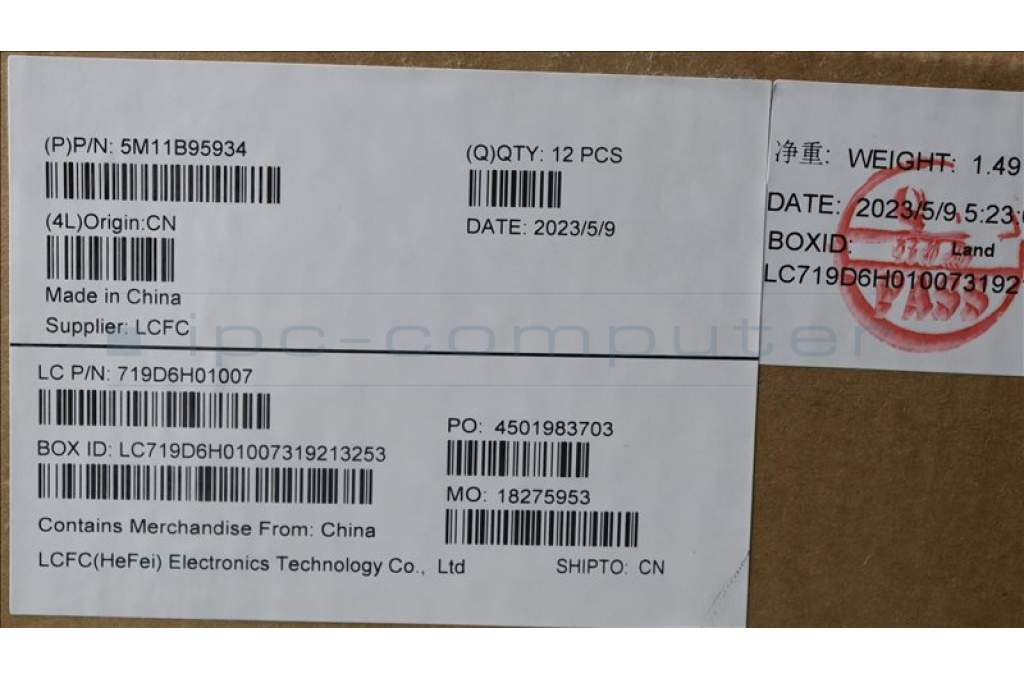 (P)P/N: 5M11B95934
(Q)QTY: 12 PCS
(4L)Origin:CN
DATE: 2023/5/9
Made in China
Supplier: LCFC
LC P/N: 719D6H01007
PO: 4501983703
BOX ID: LC719D6H01007319213253
MO: 18275953
Contains Merchandise From: China
LCFC(HeFei) Electronics Technology Co., Ltd
SHIPTO: CN
净重: WEIGHT: 1.49
DATE: 2023/5/9 5:23:
BOXID:
Land
LC719D6H0100731921
PASS
ipc-computer